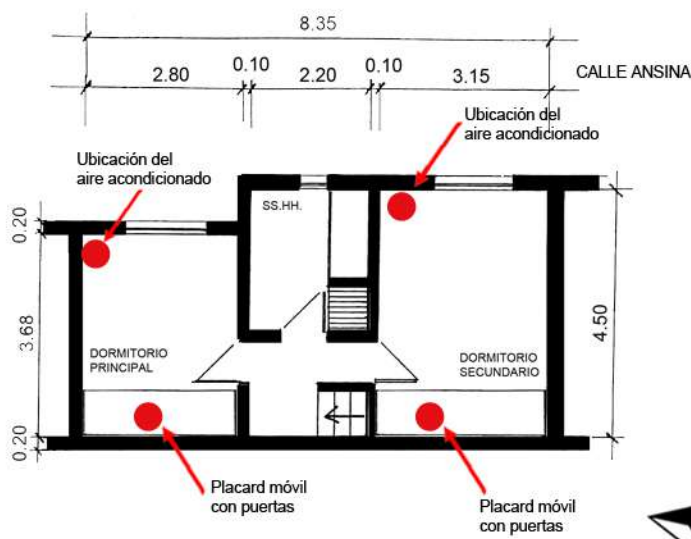 8.35
0.10
0.10
2.80
2.20
3.15
CALLE ANSINA
Ubicación del
aire acondicionado
Ubicación del
aire acondicionado
SS.HH.
0.20
3.68
4.50
DORMITORIO
PRINCIPAL
DORMITORIO
SECUNDARIO
0.20
Placard móvil
con puertas
Placard móvil
con puertas